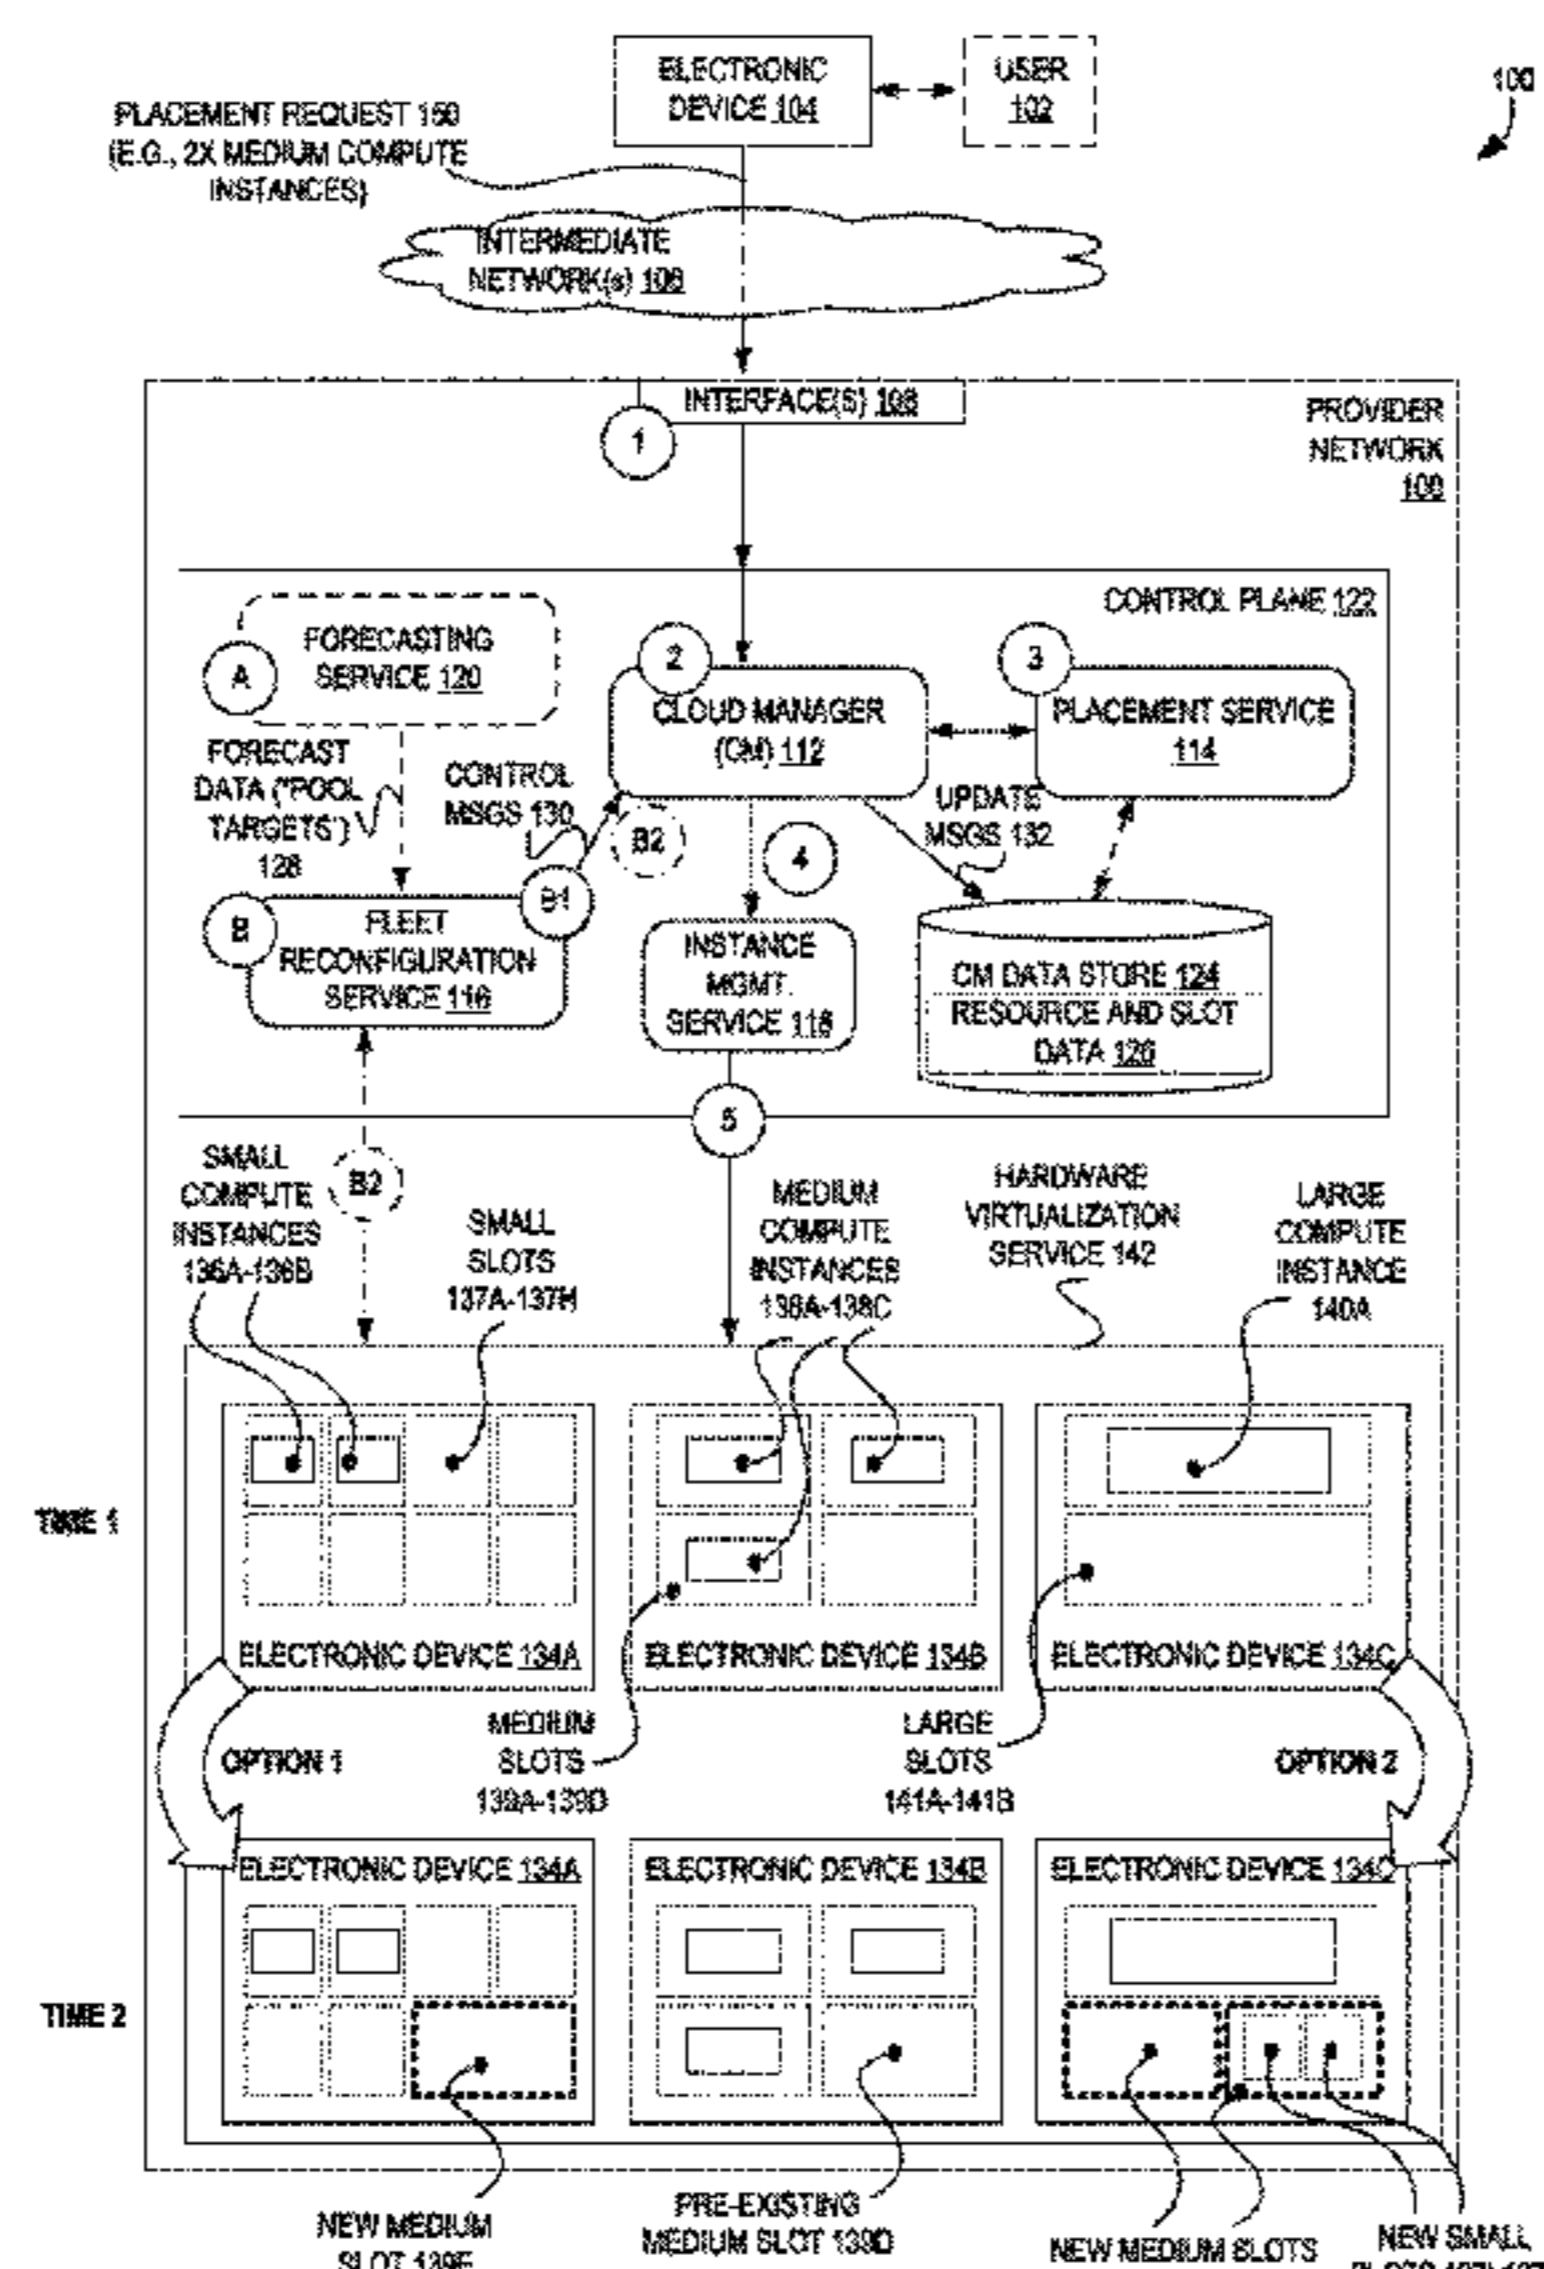 100
ELECTRONIC
DEVICE 104
USER
102
PLACEMENT REQUEST 150
(E.G., 2X MEDIUM COMPUTE
INSTANCES)
INTERMEDIATE
NETWORK(s) 106
INTERFACE(S) 108
1
PROVIDER
NETWORK
100
CONTROL PLANE 122
A
FORECASTING
SERVICE 120
2
CLOUD MANAGER
(CM) 112
3
PLACEMENT SERVICE
114
FORECAST
DATA ("POOL
TARGETS")
128
CONTROL
MSGS 130
B2
4
UPDATE
MSGS 132
B
B1
FLEET
RECONFIGURATION
SERVICE 116
INSTANCE
MGMT.
SERVICE 118
CM DATA STORE 124
RESOURCE AND SLOT
DATA 126
5
SMALL
COMPUTE
INSTANCES
136A-136B
B2
SMALL
SLOTS
137A-137H
MEDIUM
COMPUTE
INSTANCES
138A-138C
HARDWARE
VIRTUALIZATION
SERVICE 142
LARGE
COMPUTE
INSTANCE
140A
TIME 1
ELECTRONIC DEVICE 134A
ELECTRONIC DEVICE 134B
ELECTRONIC DEVICE 134C
OPTION 1
MEDIUM
SLOTS
139A-139D
LARGE
SLOTS
141A-141B
OPTION 2
ELECTRONIC DEVICE 134A
ELECTRONIC DEVICE 134B
ELECTRONIC DEVICE 134C
TIME 2
NEW MEDIUM
SLOT 139E
PRE-EXISTING
MEDIUM SLOT 139D
NEW MEDIUM SLOTS
NEW SMALL